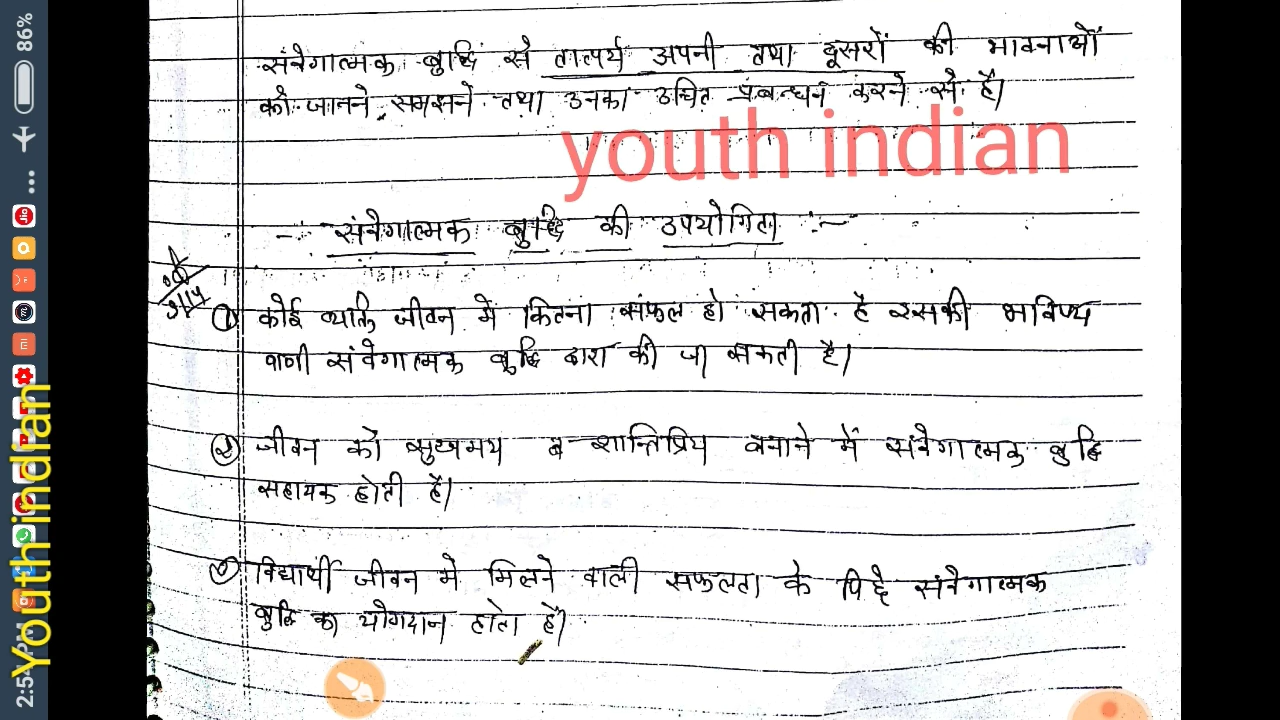 संवेगात्मक बुद्धि से तात्पर्य अपनी तथा दूसरों की भावनाओं
को जानने, समझने तथा उनका उचित प्रबन्धन करने से है।
youth indian
संवेगात्मक बुद्धि की उपयोगिता :-
① कोई व्यक्ति जीवन में कितना सफल हो सकता है इसकी भविष्य
वाणी संवेगात्मक बुद्धि द्वारा की जा सकती है।
② जीवन को सुखमय व शान्तिप्रिय बनाने में संवेगात्मक बुद्धि
सहायक होती है।
③ विद्यार्थी जीवन मे मिलने वाली सफलता के पिछे संवेगात्मक
बुद्धि का योगदान होता है।
86%
Youth indian